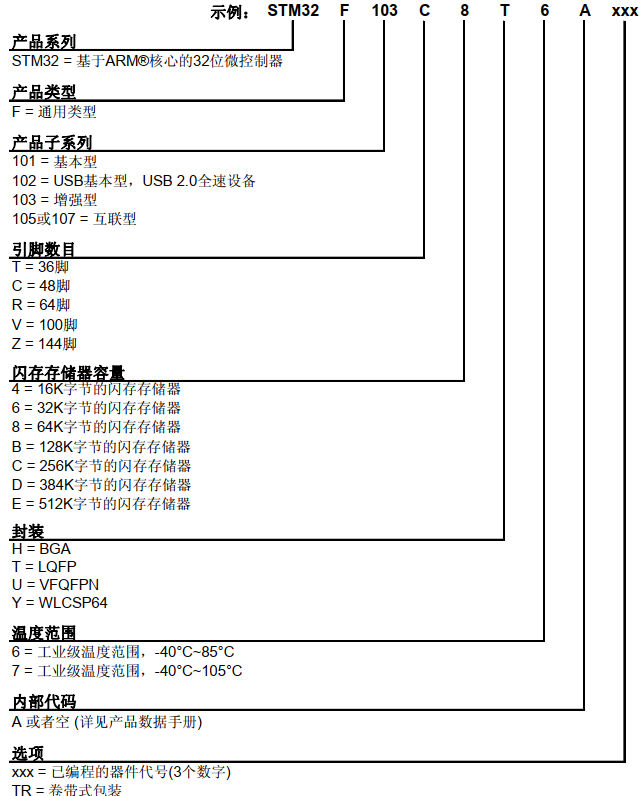 示例： STM32 F 103 C 8 T 6 A xxx
产品系列
STM32 = 基于ARM®核心的32位微控制器
产品类型
F = 通用类型
产品子系列
101 = 基本型
102 = USB基本型，USB 2.0全速设备
103 = 增强型
105或107 = 互联型
引脚数目
T = 36脚
C = 48脚
R = 64脚
V = 100脚
Z = 144脚
闪存存储器容量
4 = 16K字节的闪存存储器
6 = 32K字节的闪存存储器
8 = 64K字节的闪存存储器
B = 128K字节的闪存存储器
C = 256K字节的闪存存储器
D = 384K字节的闪存存储器
E = 512K字节的闪存存储器
封装
H = BGA
T = LQFP
U = VFQFPN
Y = WLCSP64
温度范围
6 = 工业级温度范围，-40°C~85°C
7 = 工业级温度范围，-40°C~105°C
内部代码
A 或者空 (详见产品数据手册)
选项
xxx = 已编程的器件代号(3个数字)
TR = 卷带式包装